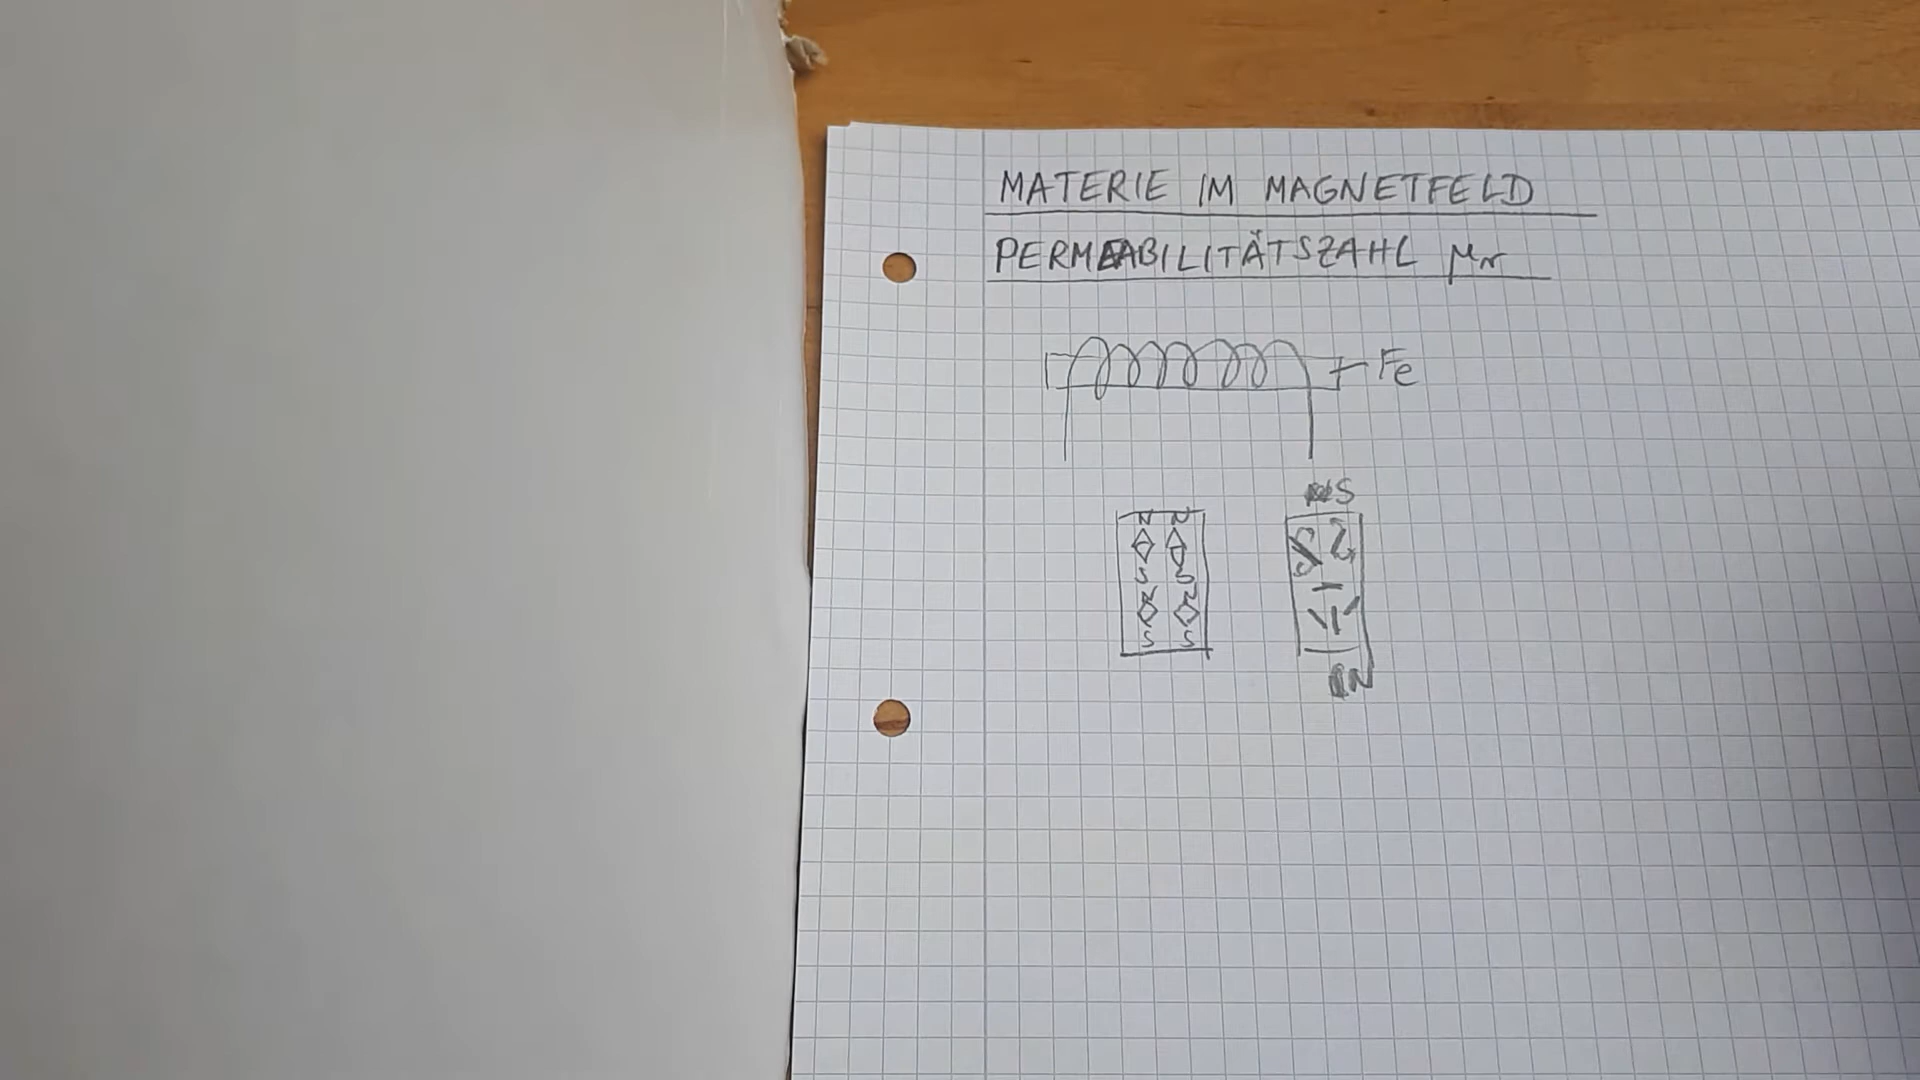 MATERIE IM MAGNETFELD
PERMEABILITÄTSZAHL μr
Fe
S
N N
S S
N N
S S
N